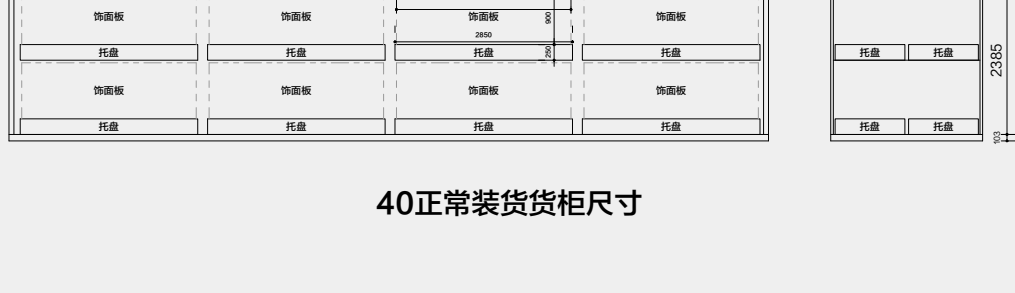 饰面板 饰面板 饰面板 900 饰面板
2850
托盘 托盘 托盘 250 托盘 托盘 托盘 2385
饰面板 饰面板 饰面板 饰面板
托盘 托盘 托盘 托盘 托盘 托盘 103
40正常装货货柜尺寸